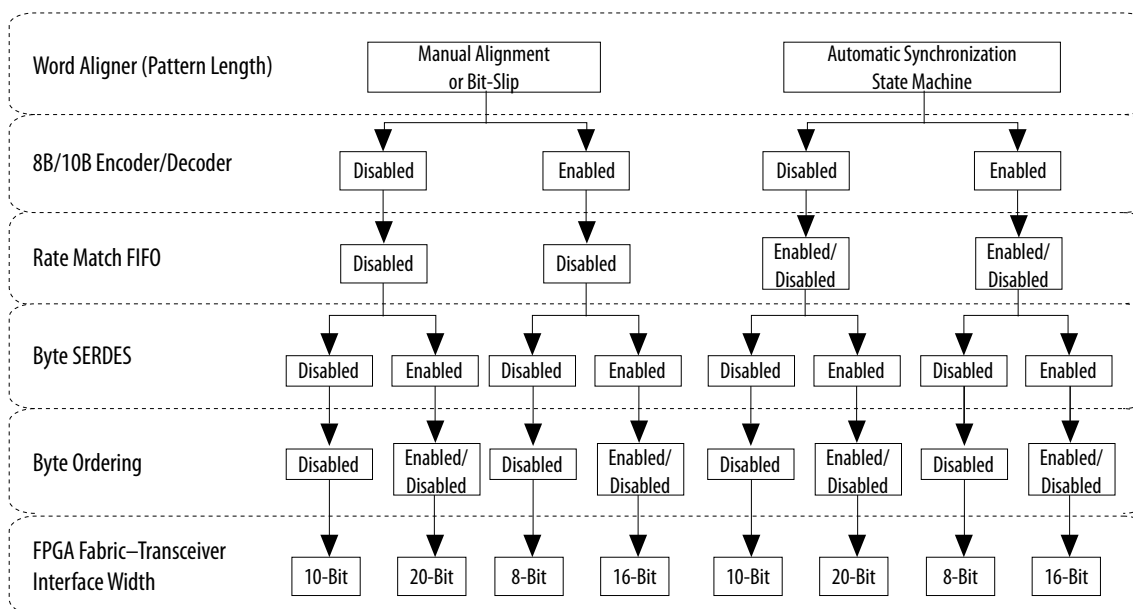 Word Aligner (Pattern Length)
Manual Alignment
or Bit-Slip
Automatic Synchronization
State Machine
8B/10B Encoder/Decoder
Disabled
Enabled
Disabled
Enabled
Rate Match FIFO
Disabled
Disabled
Enabled/
Disabled
Enabled/
Disabled
Byte SERDES
Disabled
Enabled
Disabled
Enabled
Disabled
Enabled
Disabled
Enabled
Byte Ordering
Disabled
Enabled/
Disabled
Disabled
Enabled/
Disabled
Disabled
Enabled/
Disabled
Disabled
Enabled/
Disabled
FPGA Fabric–Transceiver
Interface Width
10-Bit
20-Bit
8-Bit
16-Bit
10-Bit
20-Bit
8-Bit
16-Bit